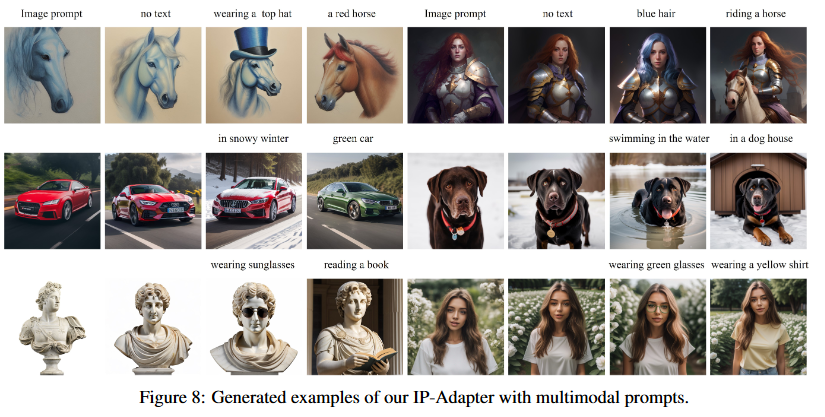 Image prompt no text wearing a top hat a red horse Image prompt no text blue hair riding a horse
in snowy winter green car swimming in the water in a dog house
wearing sunglasses reading a book wearing green glasses wearing a yellow shirt
Figure 8: Generated examples of our IP-Adapter with multimodal prompts.